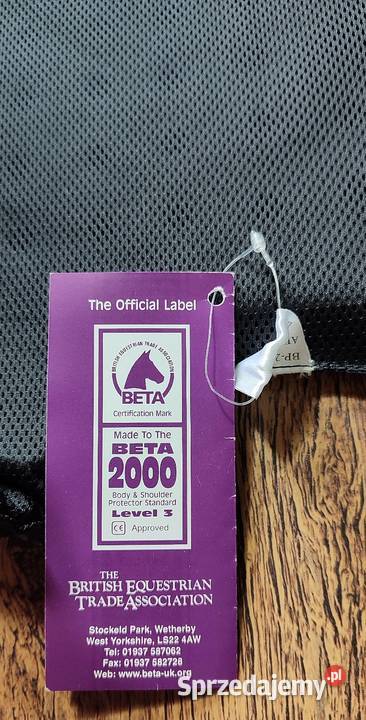 The Official Label
BRITISH EQUESTRIAN TRADE ASSOCIATION
BETA
Certification Mark
Made To The
BETA
2000
Body & Shoulder
Protector Standard
Level 3
CE Approved
THE
BRITISH EQUESTRIAN
TRADE ASSOCIATION
Stockeld Park, Wetherby
West Yorkshire, LS22 4AW
Tel: 01937 587062
Fax: 01937 582728
Web: www.beta-uk.org
Sprzedajemy.pl